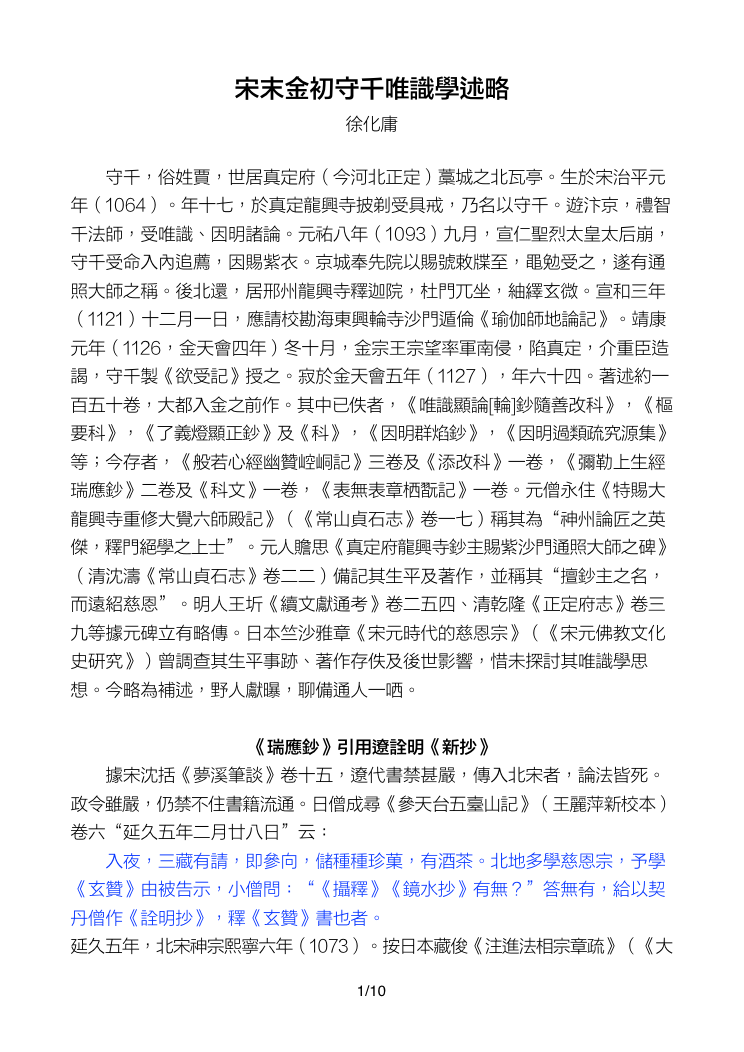 宋末金初守千唯識學述略
徐化庸
守千，俗姓賈，世居真定府（今河北正定）藁城之北瓦亭。生於宋治平元
年（1064）。年十七，於真定龍興寺披剃受具戒，乃名以守千。遊汴京，禮智
千法師，受唯識、因明諸論。元祐八年（1093）九月，宣仁聖烈太皇太后崩，
守千受命入內追薦，因賜紫衣。京城奉先院以賜號敕牒至，黽勉受之，遂有通
照大師之稱。後北還，居邢州龍興寺釋迦院，杜門兀坐，紬繹玄微。宣和三年
（1121）十二月一日，應請校勘海東興輪寺沙門遁倫《瑜伽師地論記》。靖康
元年（1126，金天會四年）冬十月，金宗王宗望率軍南侵，陷真定，介重臣造
謁，守千製《欲受記》授之。寂於金天會五年（1127），年六十四。著述約一
百五十卷，大都入金之前作。其中已佚者，《唯識顯論[輪]鈔隨善改科》，《樞
要科》，《了義燈顯正鈔》及《科》，《因明群焰鈔》，《因明過類疏究源集》
等；今存者，《般若心經幽贊崆峒記》三卷及《添改科》一卷，《彌勒上生經
瑞應鈔》二卷及《科文》一卷，《表無表章栖翫記》一卷。元僧永住《特賜大
龍興寺重修大覺六師殿記》（《常山貞石志》卷一七）稱其為“神州論匠之英
傑，釋門絕學之上士”。元人贍思《真定府龍興寺鈔主賜紫沙門通照大師之碑》
（清沈濤《常山貞石志》卷二二）備記其生平及著作，並稱其“擅鈔主之名，
而遠紹慈恩”。明人王圻《續文獻通考》卷二五四、清乾隆《正定府志》卷三
九等據元碑立有略傳。日本竺沙雅章《宋元時代的慈恩宗》（《宋元佛教文化
史研究》）曾調查其生平事跡、著作存佚及後世影響，惜未探討其唯識學思
想。今略為補述，野人獻曝，聊備通人一哂。
《瑞應鈔》引用遼詮明《新抄》
據宋沈括《夢溪筆談》卷十五，遼代書禁甚嚴，傳入北宋者，論法皆死。
政令雖嚴，仍禁不住書籍流通。日僧成尋《參天台五臺山記》（王麗萍新校本）
卷六“延久五年二月廿八日”云：
入夜，三藏有請，即參向，儲種種珍菓，有酒茶。北地多學慈恩宗，予學
《玄贊》由被告示，小僧問：“《攝釋》《鏡水抄》有無？”答無有，給以契
丹僧作《詮明抄》，釋《玄贊》書也者。
延久五年，北宋神宗熙寧六年（1073）。按日本藏俊《注進法相宗章疏》（《大
1/10